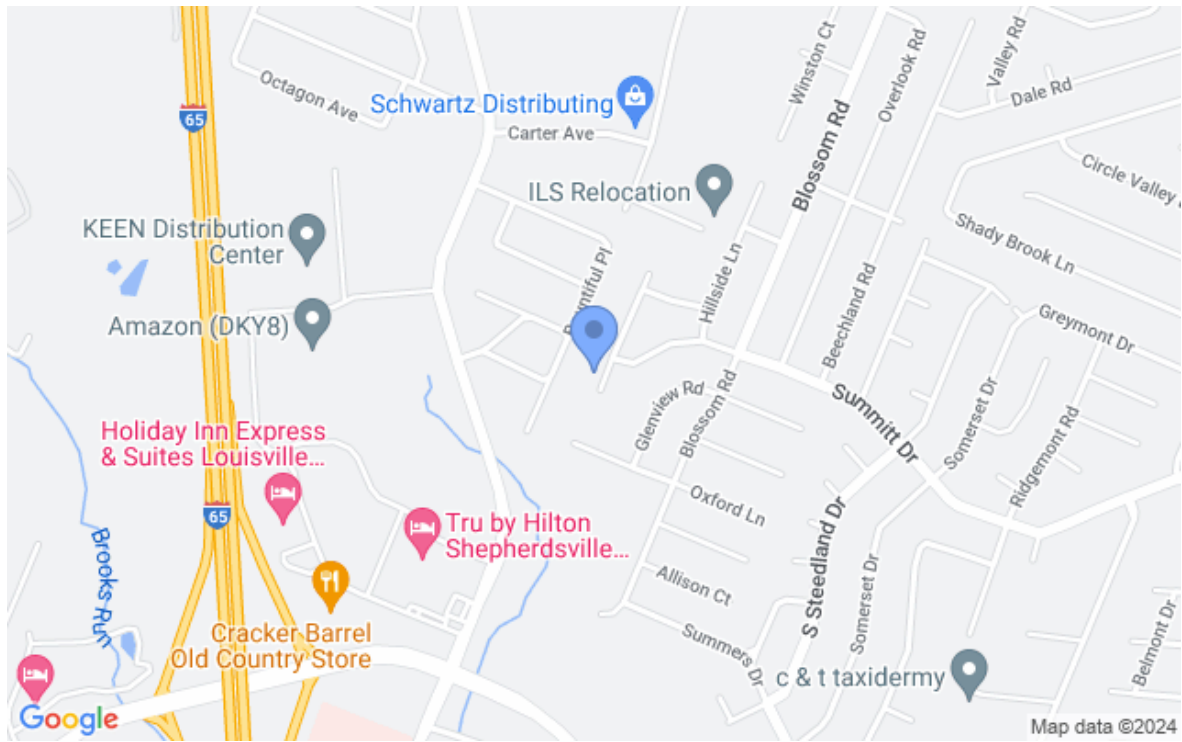 Octagon Ave
65
Schwartz Distributing
Carter Ave
Winston Ct
Blossom Rd
Overlook Rd
Valley Rd
Dale Rd
Circle Valley
ILS Relocation
Shady Brook Ln
KEEN Distribution
Center
Bountiful Pl
Hillside Ln
Amazon (DKY8)
Beechland Rd
Greymont Dr
Summitt Dr
Glenview Rd
Blossom Rd
Somerset Dr
Ridgemont Rd
Holiday Inn Express
& Suites Louisville...
65
Oxford Ln
Tru by Hilton
Shepherdsville...
S Steedland Dr
Brooks Run
Allison Ct
Somerset Dr
Cracker Barrel
Old Country Store
Summers Dr
Belmont Dr
c & t taxidermy
Google
Map data ©2024